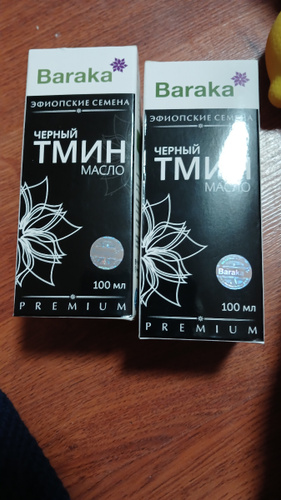 Baraka
ЭФИОПСКИЕ СЕМЕНА
ЧЕРНЫЙ
ТМИН
МАСЛО
100 мл
PREMIUM
Baraka
ЭФИОПСКИЕ СЕМЕНА
ЧЕРНЫЙ
ТМИН
МАСЛО
Baraka
100 мл
PREMIUM